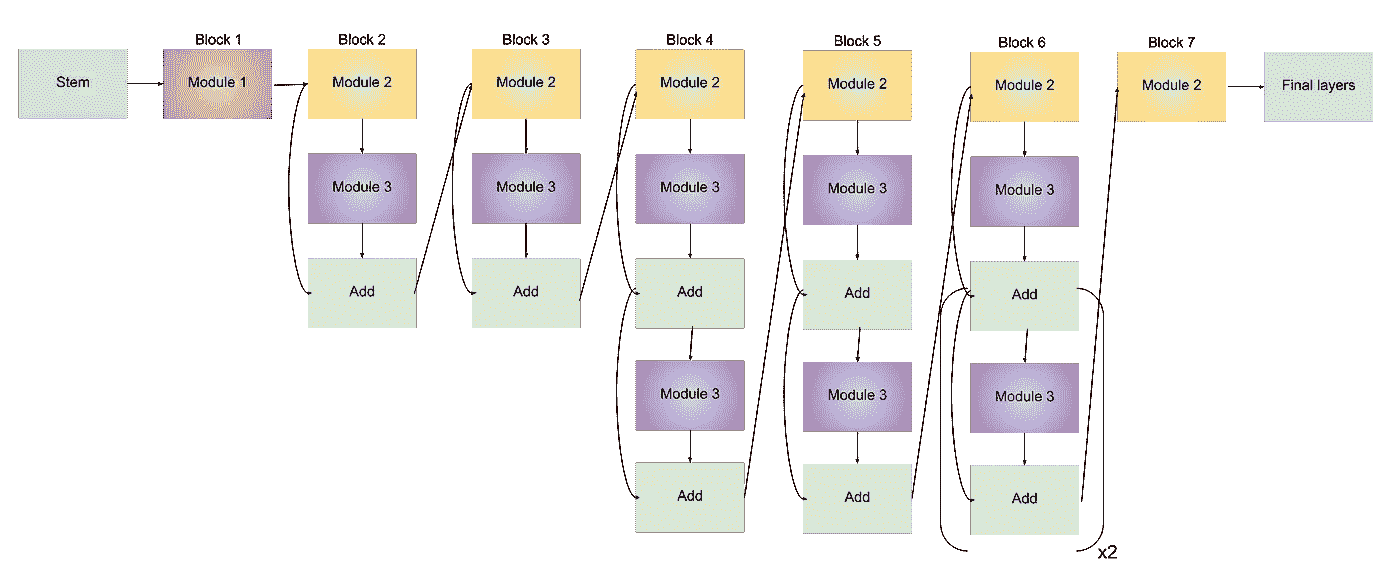 Block 1
Block 2
Block 3
Block 4
Block 5
Block 6
Block 7
Stem
Module 1
Module 2
Module 2
Module 2
Module 2
Module 2
Module 2
Final layers
Module 3
Module 3
Module 3
Module 3
Module 3
Add
Add
Add
Add
Add
Module 3
Module 3
Module 3
Add
Add
Add
x2